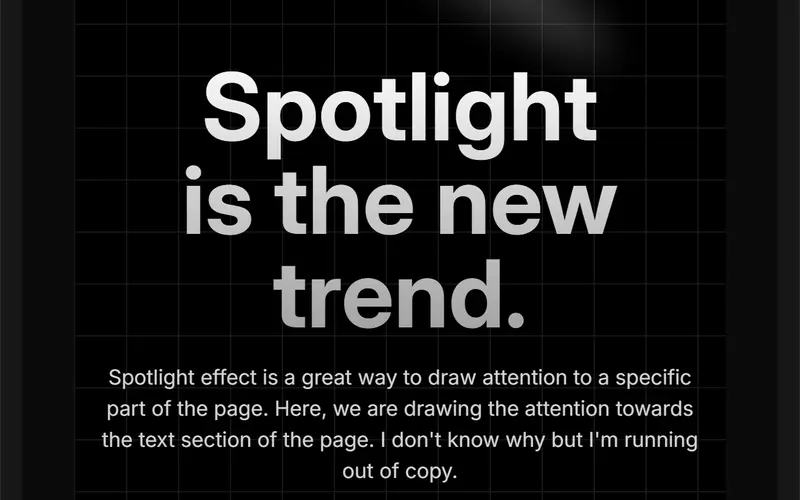 Spotlight
is the new
trend.
Spotlight effect is a great way to draw attention to a specific
part of the page. Here, we are drawing the attention towards
the text section of the page. I don't know why but I'm running
out of copy.